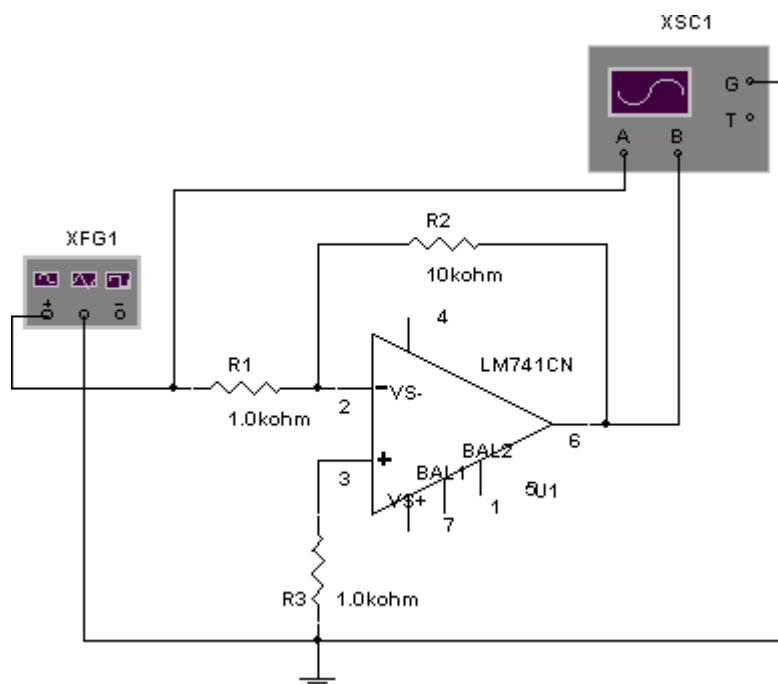 XSC1
G
T
A B
XFG1
+ −
R2
10kohm
4
R1
LM741CN
2
−
VS-
1.0kohm
6
BAL2
+
3
BAL1
5U1
VS+
1
7
R3
1.0kohm